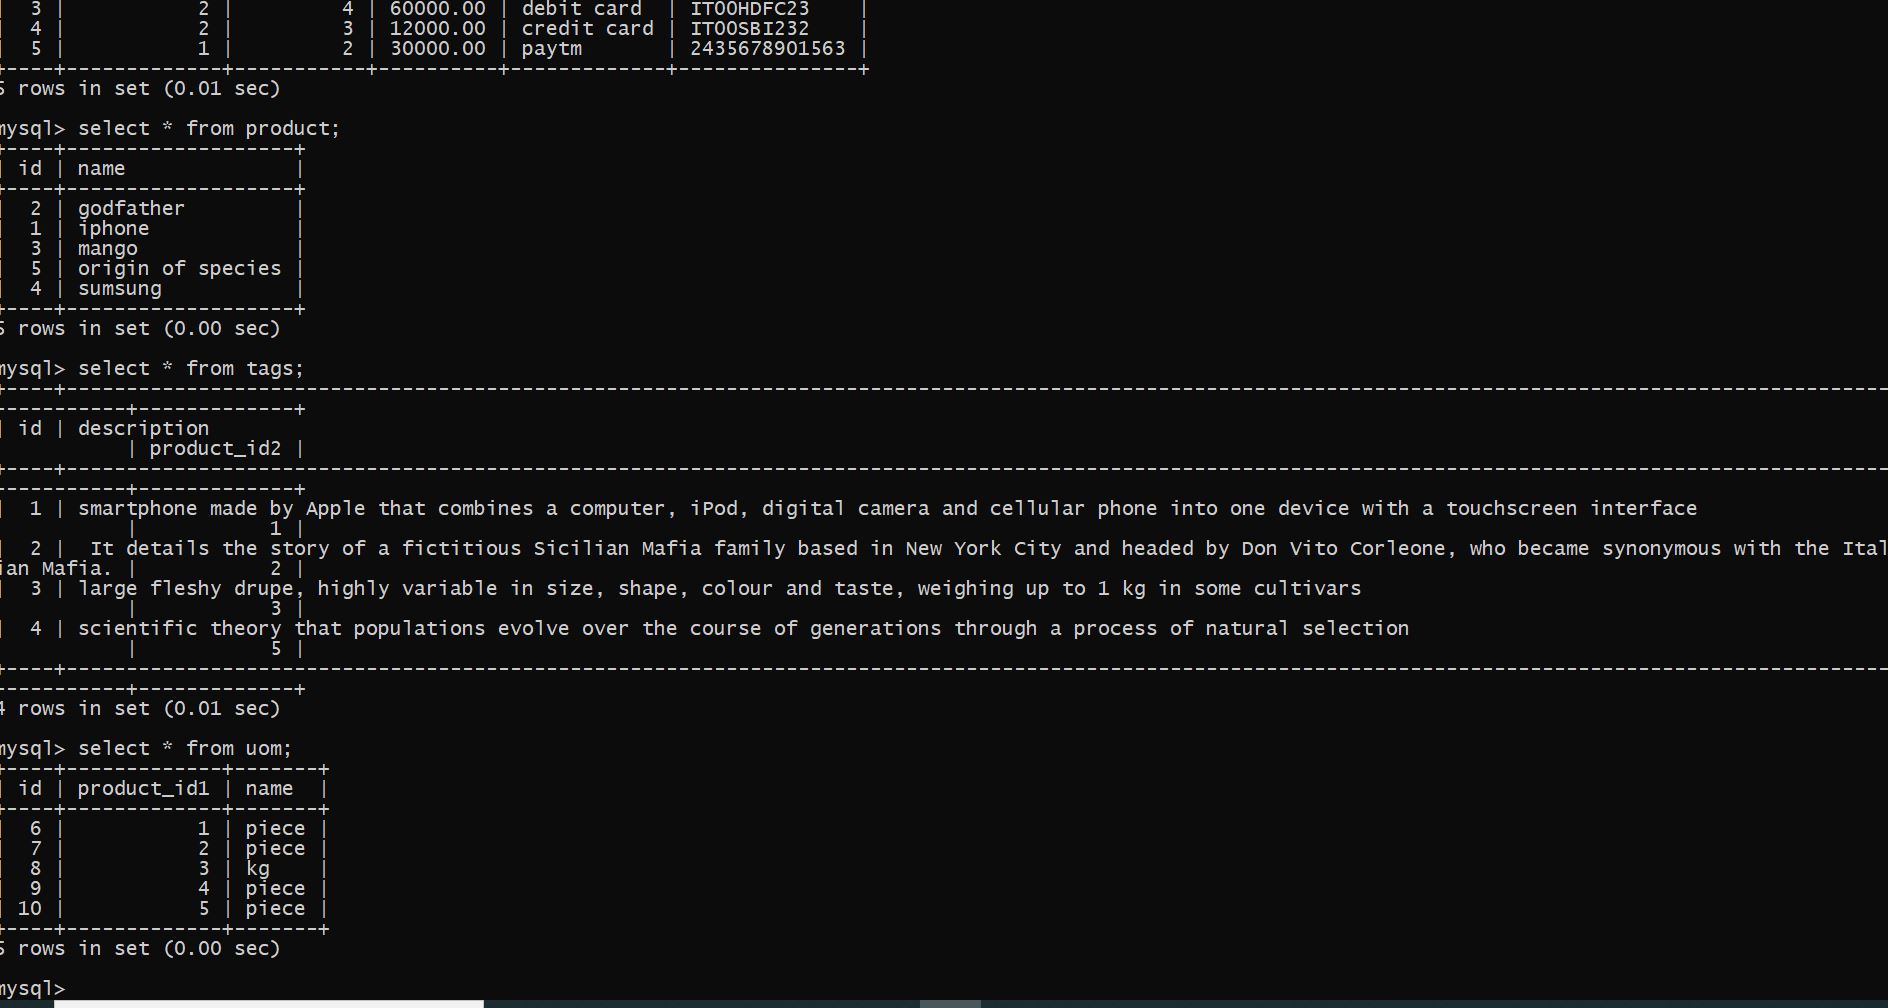 | 3 | 2 | 4 | 60000.00 | debit card | IT00HDFC23 |
| 4 | 2 | 3 | 12000.00 | credit card | IT00SBI232 |
| 5 | 1 | 2 | 30000.00 | paytm | 2435678901563 |
+----+-------------+-----------+----------+-------------+---------------+
5 rows in set (0.01 sec)
mysql> select * from product;
+----+-------------------+
| id | name |
+----+-------------------+
| 2 | godfather |
| 1 | iphone |
| 3 | mango |
| 5 | origin of species |
| 4 | sumsung |
+----+-------------------+
5 rows in set (0.00 sec)
mysql> select * from tags;
| id | description
| product_id2 |
| 1 | smartphone made by Apple that combines a computer, iPod, digital camera and cellular phone into one device with a touchscreen interface
| 1 |
| 2 | It details the story of a fictitious Sicilian Mafia family based in New York City and headed by Don Vito Corleone, who became synonymous with the Ital
ian Mafia. | 2 |
| 3 | large fleshy drupe, highly variable in size, shape, colour and taste, weighing up to 1 kg in some cultivars
| 3 |
| 4 | scientific theory that populations evolve over the course of generations through a process of natural selection
| 5 |
4 rows in set (0.01 sec)
mysql> select * from uom;
+----+-------------+-------+
| id | product_id1 | name |
+----+-------------+-------+
| 6 | 1 | piece |
| 7 | 2 | piece |
| 8 | 3 | kg |
| 9 | 4 | piece |
| 10 | 5 | piece |
+----+-------------+-------+
5 rows in set (0.00 sec)
mysql>